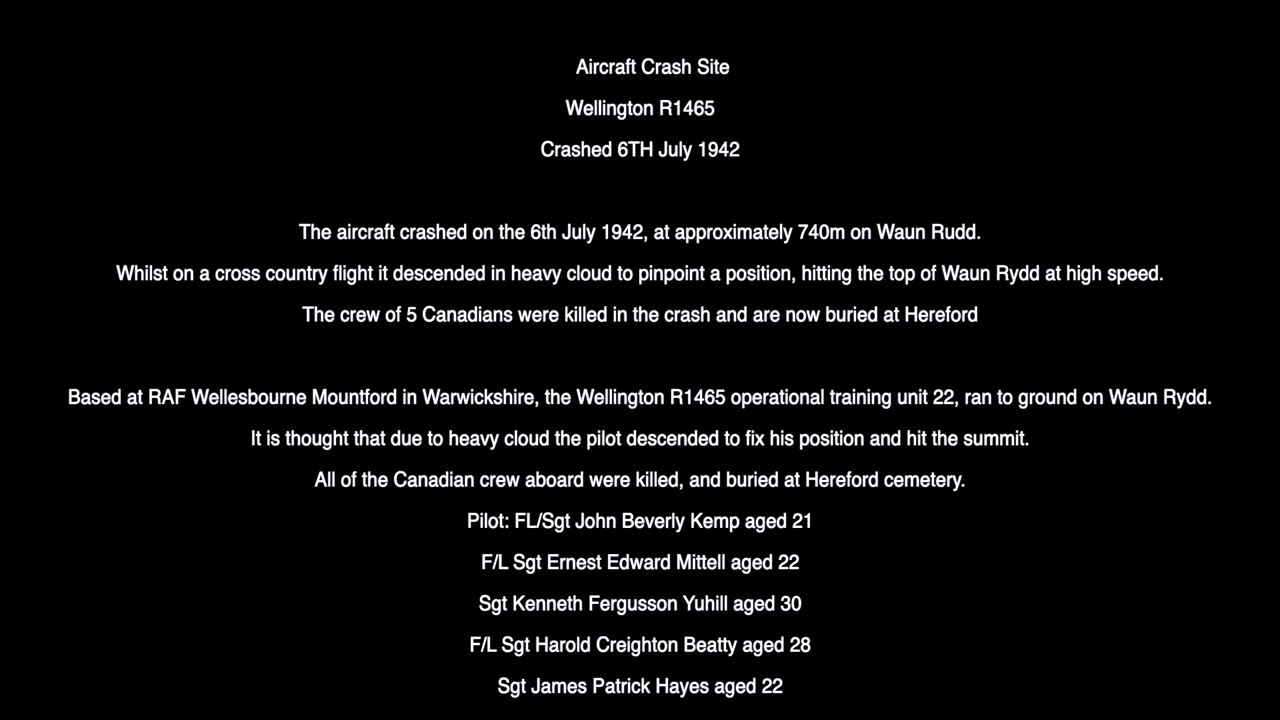 Aircraft Crash Site
Wellington R1465
Crashed 6TH July 1942
The aircraft crashed on the 6th July 1942, at approximately 740m on Waun Rudd.
Whilst on a cross country flight it descended in heavy cloud to pinpoint a position, hitting the top of Waun Rydd at high speed.
The crew of 5 Canadians were killed in the crash and are now buried at Hereford
Based at RAF Wellesbourne Mountford in Warwickshire, the Wellington R1465 operational training unit 22, ran to ground on Waun Rydd.
It is thought that due to heavy cloud the pilot descended to fix his position and hit the summit.
All of the Canadian crew aboard were killed, and buried at Hereford cemetery.
Pilot: FL/Sgt John Beverly Kemp aged 21
F/L Sgt Ernest Edward Mittell aged 22
Sgt Kenneth Fergusson Yuhill aged 30
F/L Sgt Harold Creighton Beatty aged 28
Sgt James Patrick Hayes aged 22